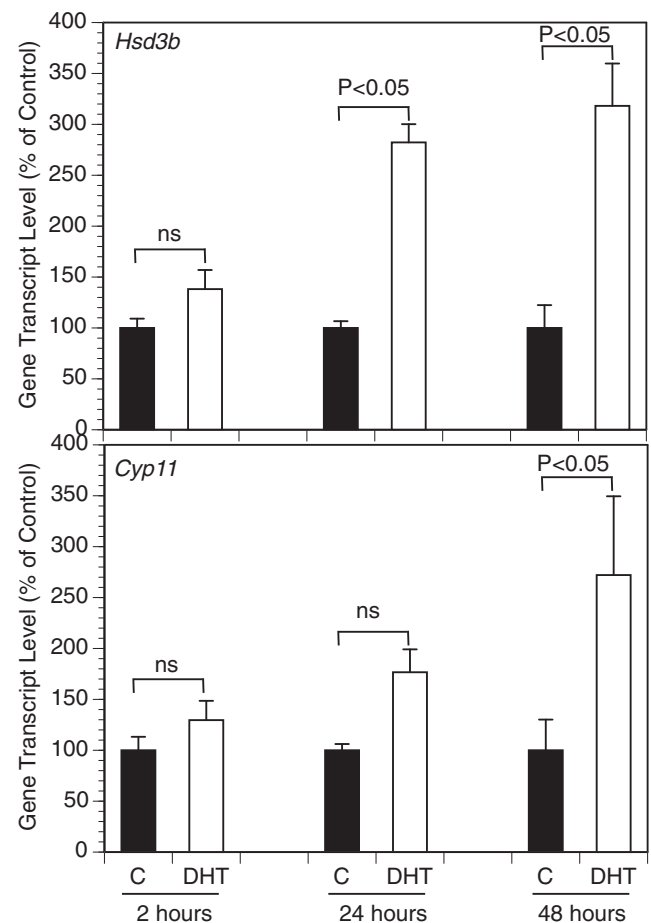 Gene Transcript Level (% of Control)
400
350
300
250
200
150
100
50
0
Hsd3b
ns
P<0.05
P<0.05
Gene Transcript Level (% of Control)
400
350
300
250
200
150
100
50
0
Cyp11
ns
ns
P<0.05
C DHT C DHT C DHT
2 hours 24 hours 48 hours